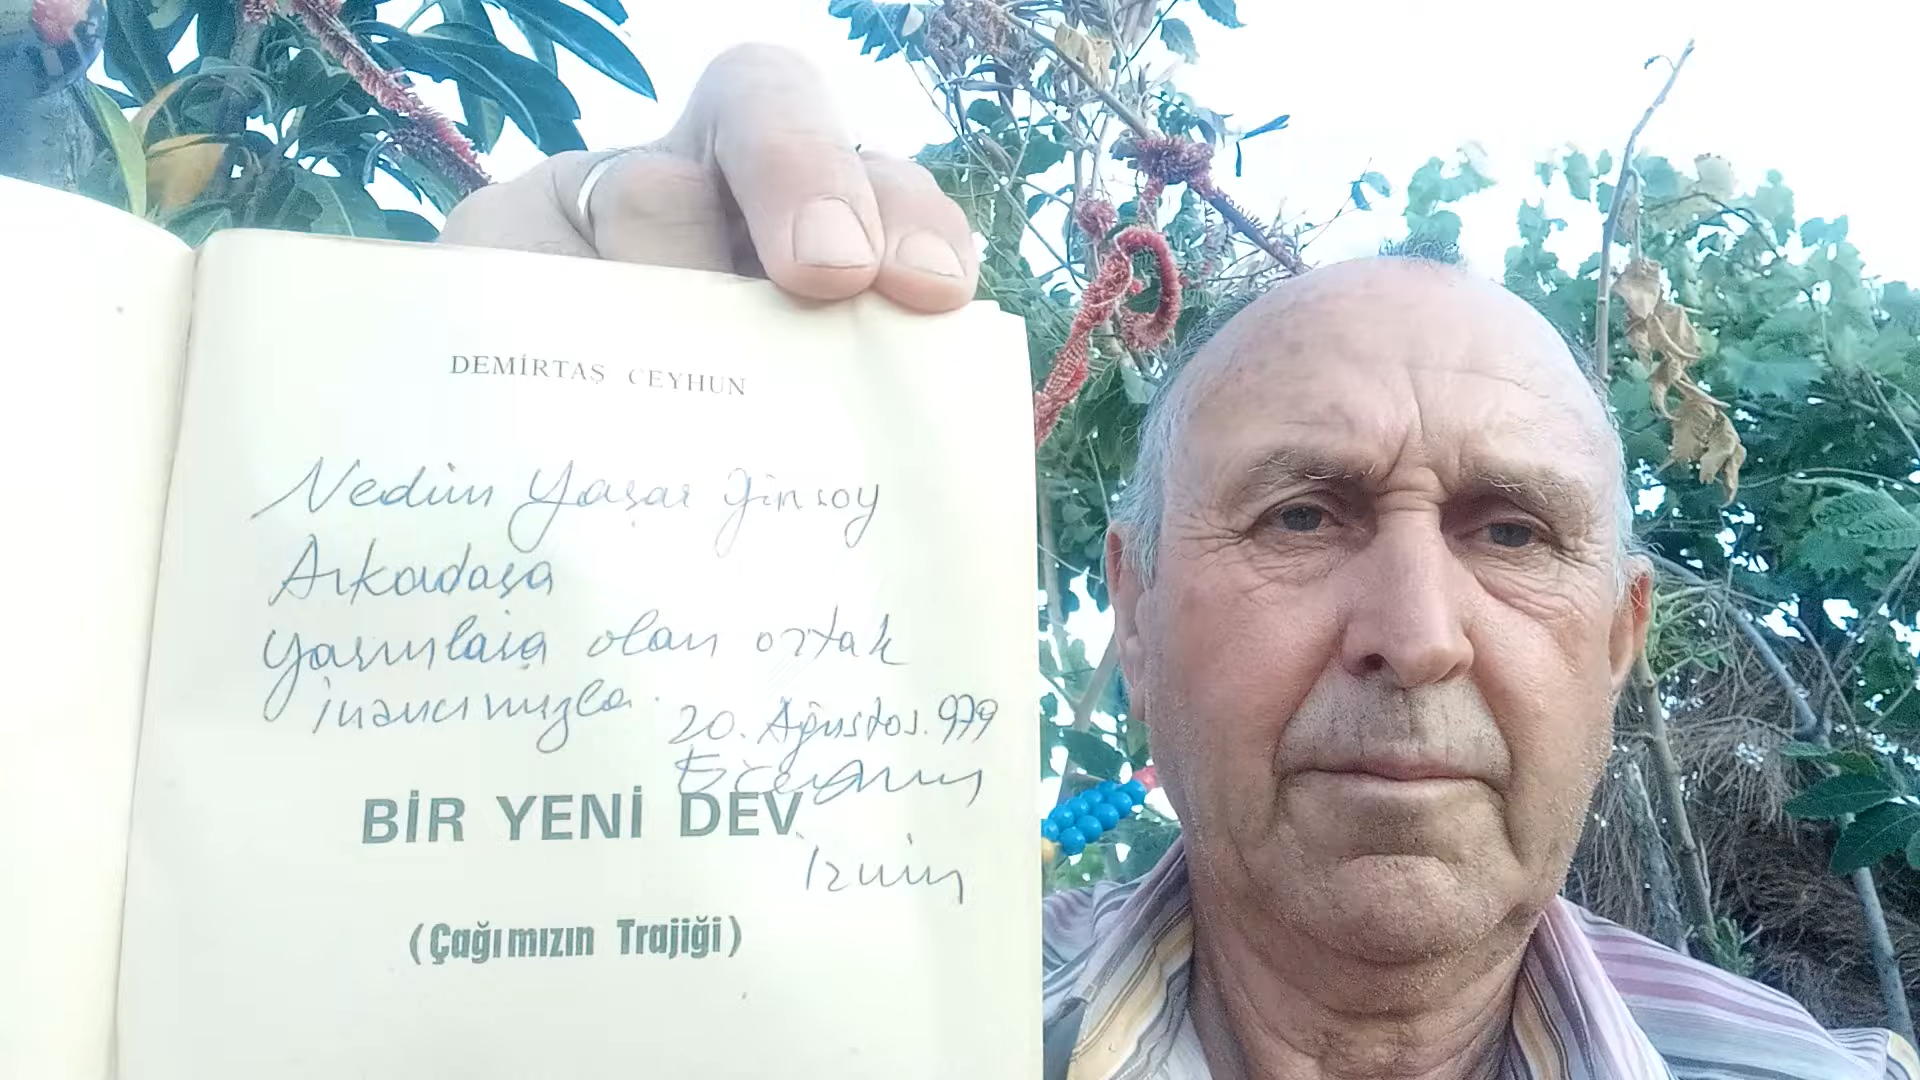 DEMİRTAŞ CEYHUN
Nedim Yaşar Günsoy
Arkadaşa
yarınlara olan ortak
inancımızla.
20. Ağustos. 979
BİR YENİ DEV
İzmir
(Çağımızın Trajiği)